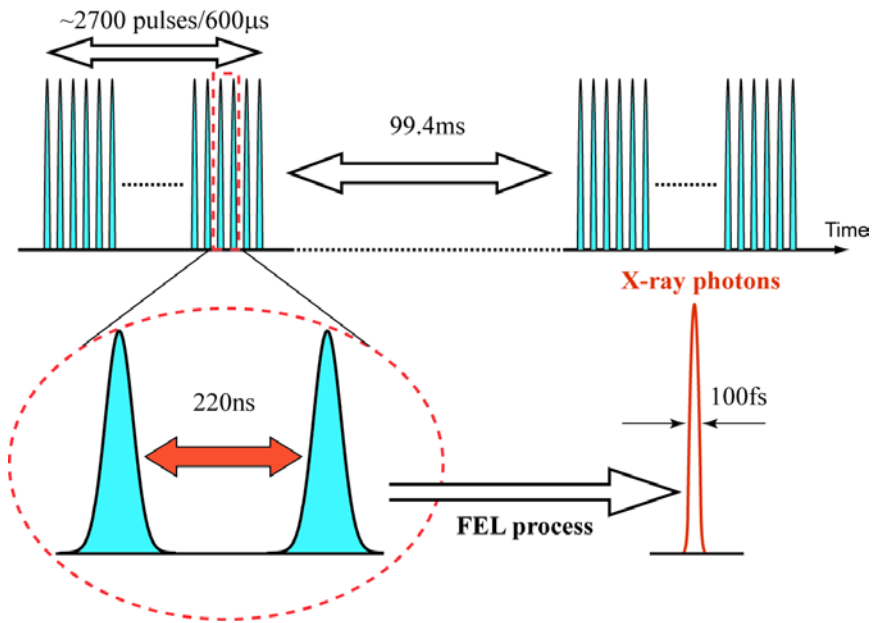 ~2700 pulses/600μs
99.4ms
Time
X-ray photons
220ns
100fs
FEL process